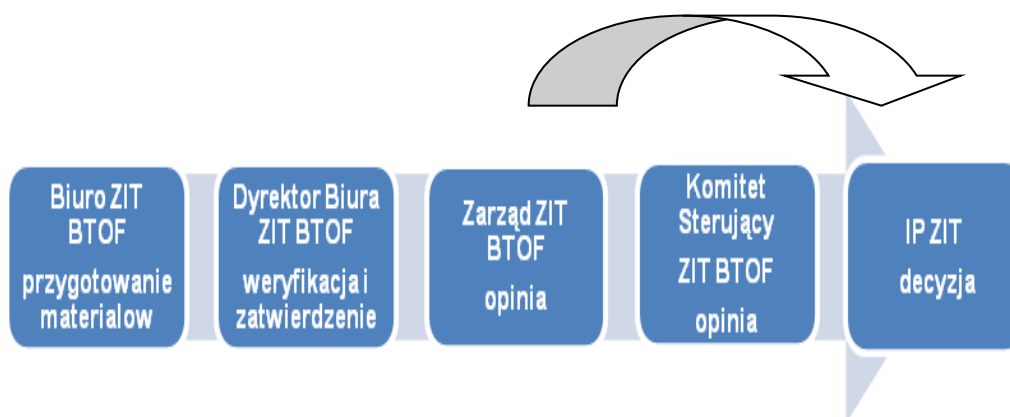 Biuro ZIT
BTOF
przygotowanie
materialow
Dyrektor Biura
ZIT BTOF
weryfikacja i
zatwierdzenie
Zarząd ZIT
BTOF
opinia
Komitet
Sterujący
ZIT BTOF
opinia
IP ZIT
decyzja